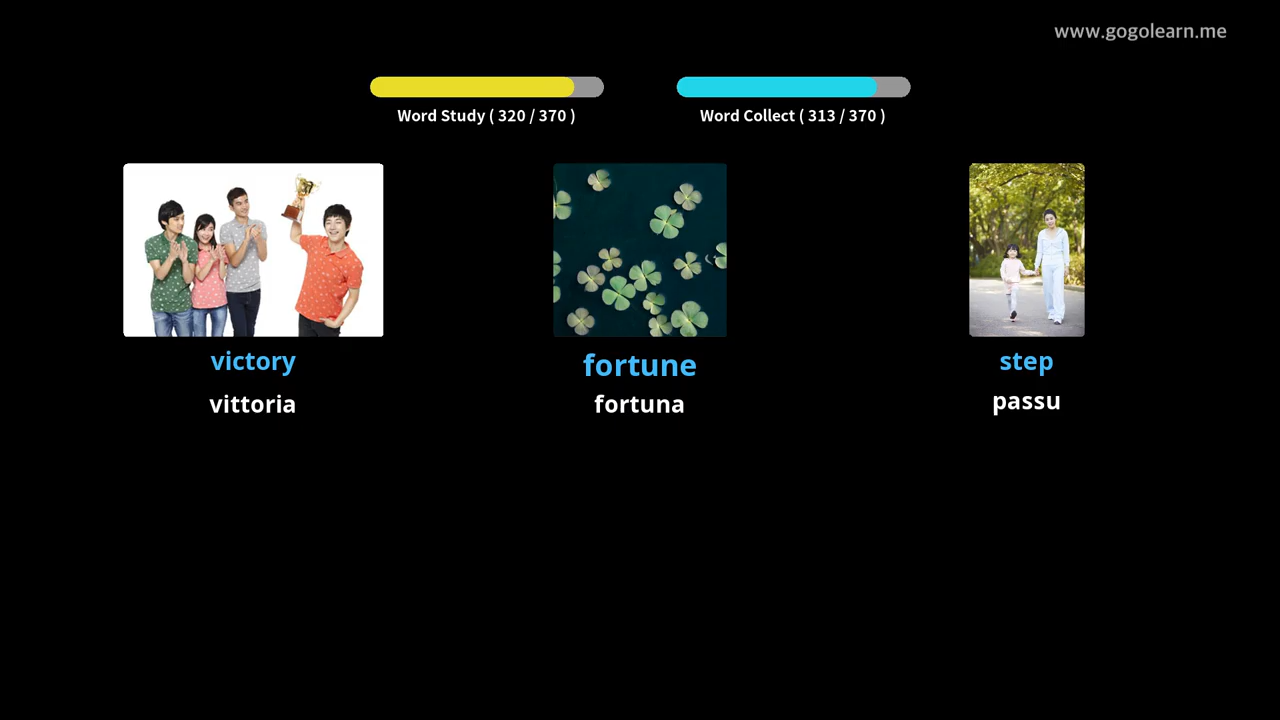 www.gogolearn.me
Word Study ( 320 / 370 )
Word Collect ( 313 / 370 )
victory
fortune
step
vittoria
fortuna
passu